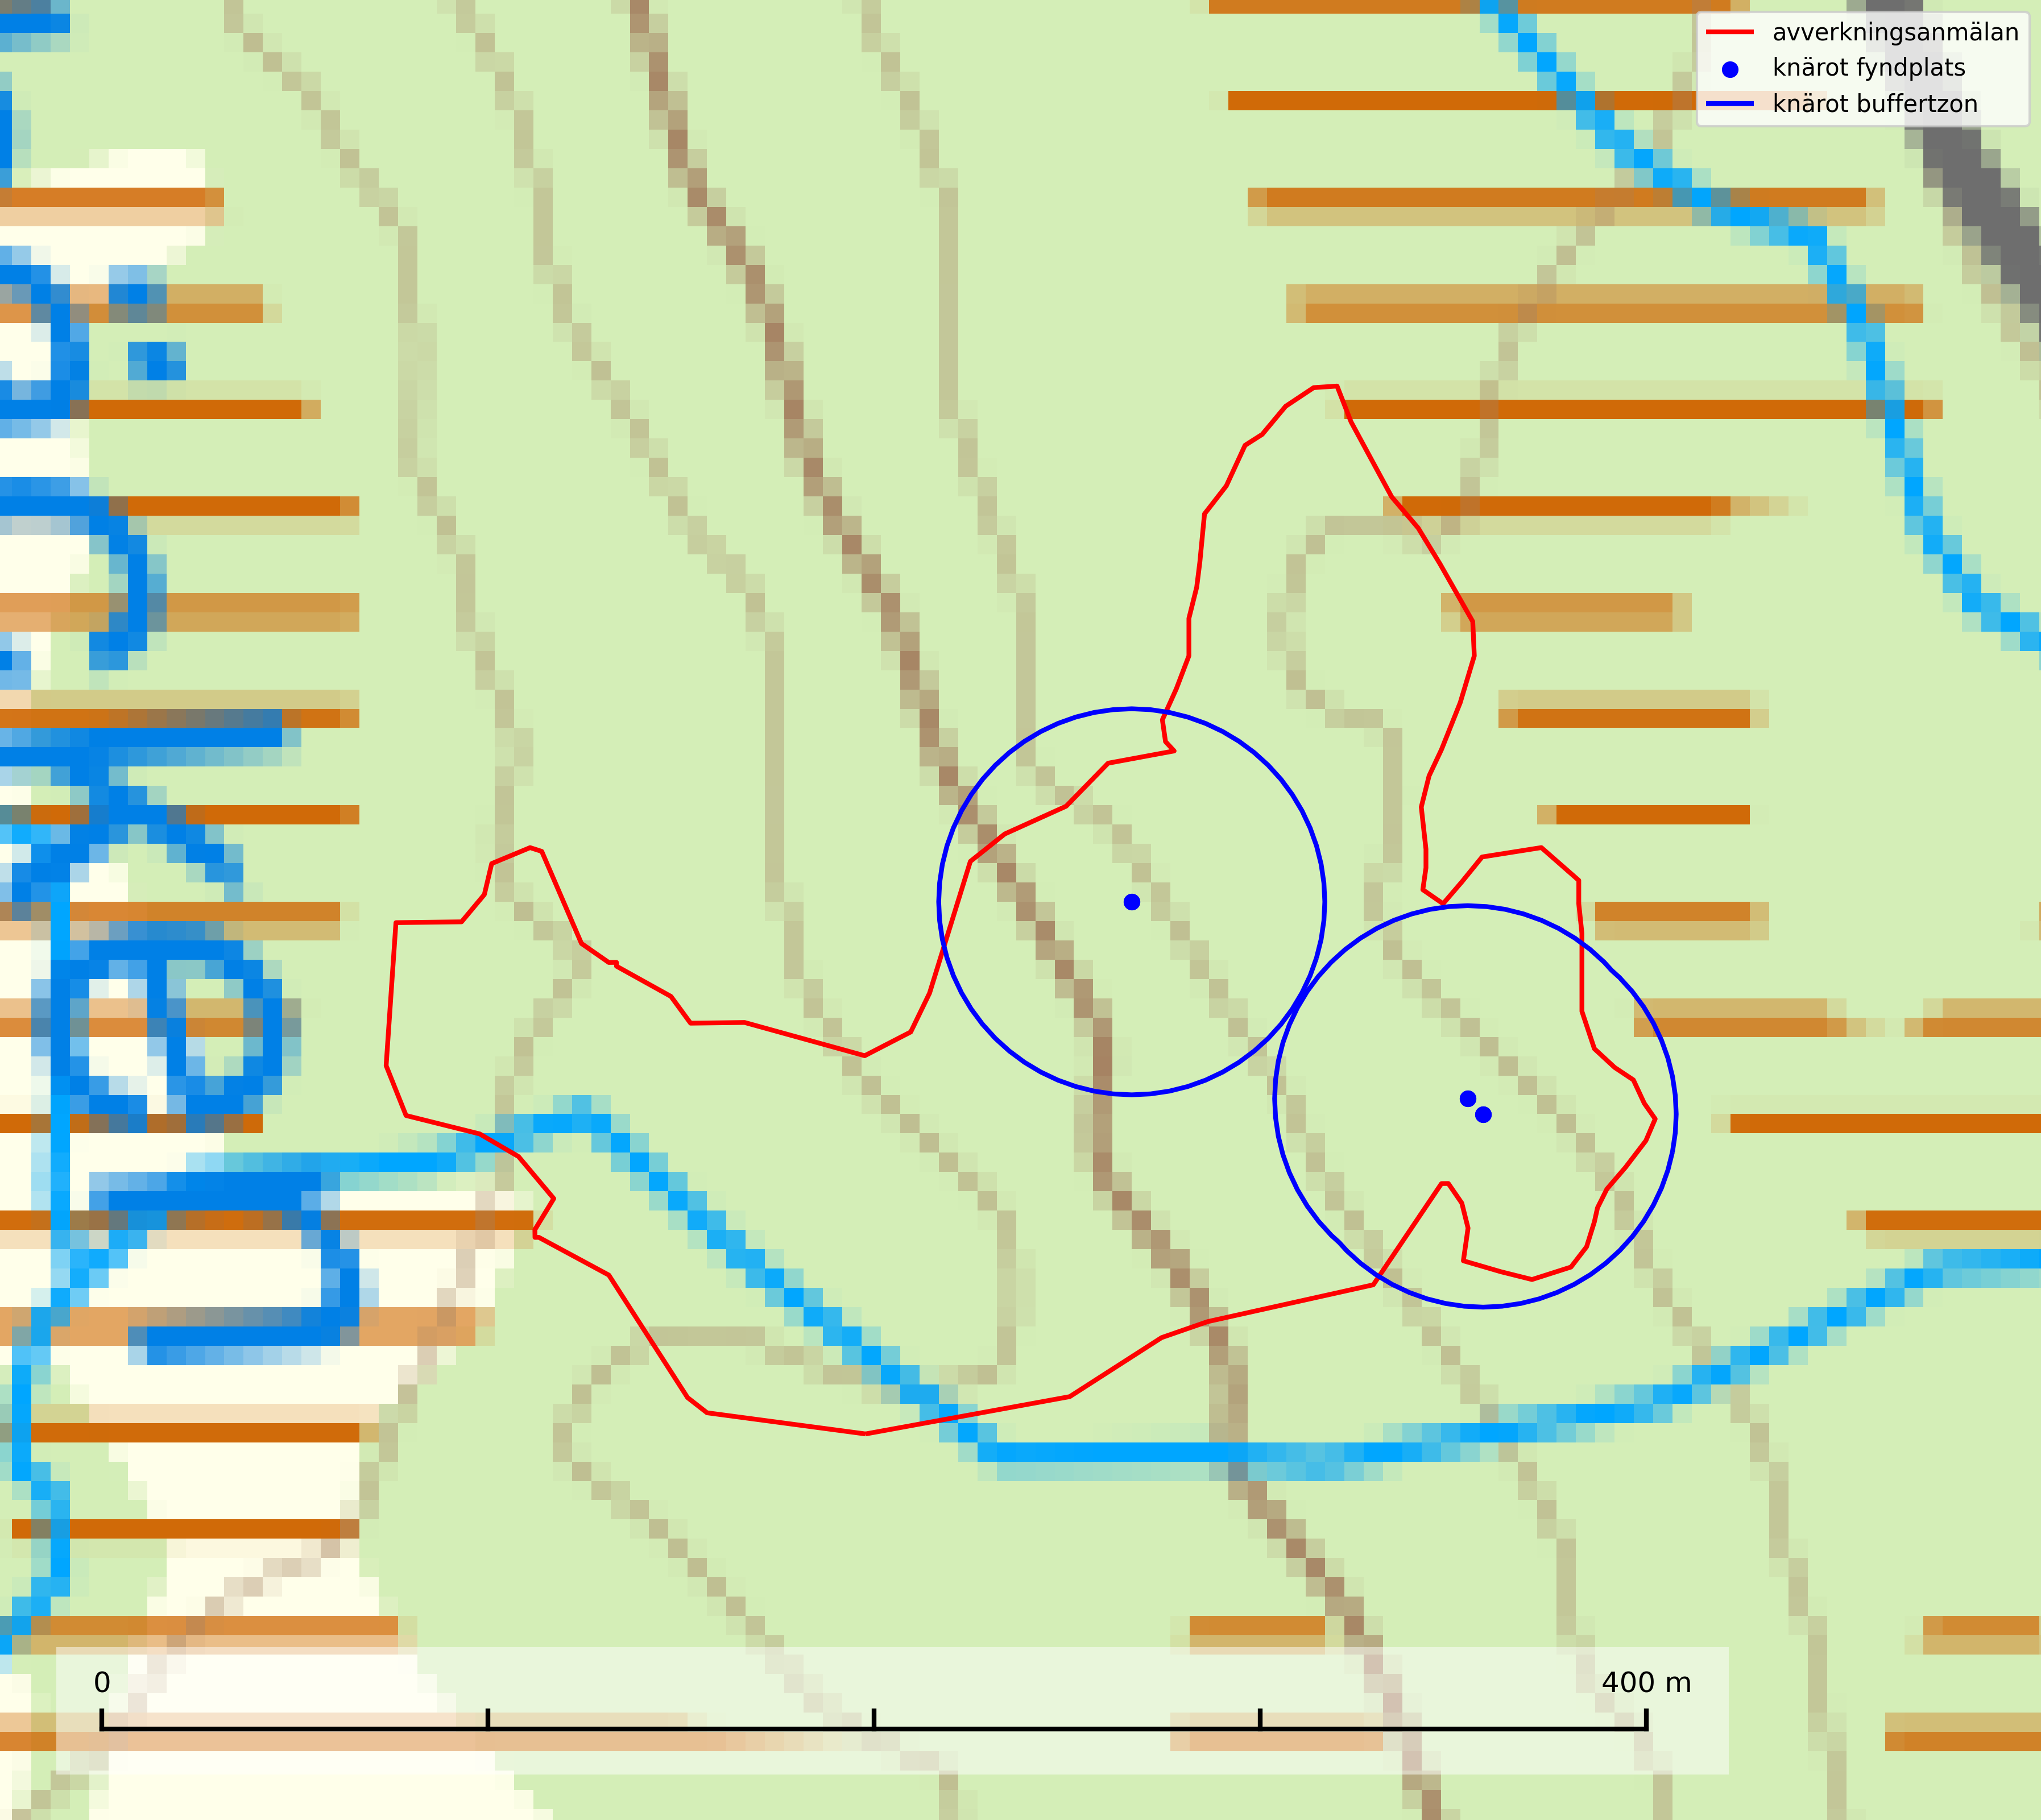 avverkningsanmälan
knärot fyndplats
knärot buffertzon
0
400 m